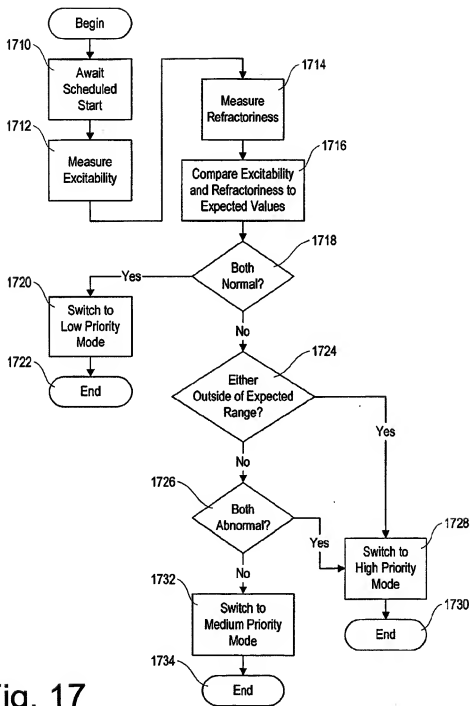 Begin
1710
Await
Scheduled
Start
1712
Measure
Excitability
1714
Measure
Refractoriness
1716
Compare Excitability
and Refractoriness to
Expected Values
1718
Both
Normal?
Yes
1720
Switch to
Low Priority
Mode
1722
End
No
1724
Either
Outside of Expected
Range?
Yes
No
1726
Both
Abnormal?
Yes
1728
Switch to
High Priority
Mode
1730
End
No
1732
Switch to
Medium Priority
Mode
1734
End
Fig. 17